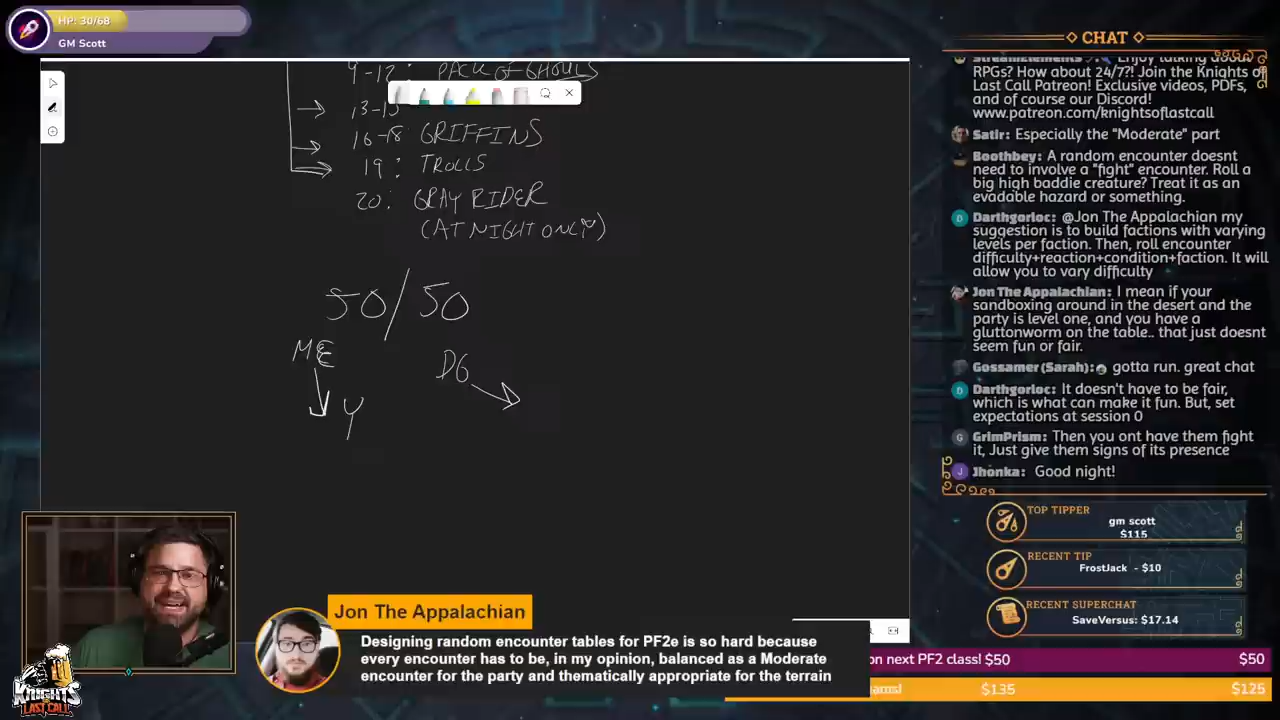 HP: 30/68
GM Scott
9-12: PACK OF GHOULS
13-15
16-18 GRIFFINS
19: TROLLS
20: GRAY RIDER
(AT NIGHT ONLY)
50/50
ME
D6
Y
CHAT
Enjoy talking about
RPGs? How about 24/7?! Join the Knights
of Last Call Patreon! Exclusive videos, PDFs,
and of course our Discord!
www.patreon.com/knightsoflastcall
Satir: Especially the "Moderate" part
Boothbey: A random encounter doesnt
need to involve a "fight" encounter. Roll
a big high baddie creature? Treat it as an
evadable hazard or something.
Darthgorloc: @Jon The Appalachian my
suggestion is to build factions with varying
levels per faction. Then, roll encounter
difficulty+reaction+condition+faction. It will
allow you to vary difficulty
Jon The Appalachian: I mean if your
sandboxing around in the desert and the
party is level one, and you have a
gluttonworm on the table.. that just doesnt
seem fun or fair.
Gossamer (Sarah): gotta run. great chat
Darthgorloc: It doesn't have to be fair,
which is what can make it fun. But, set
expectations at session 0
GrimPrism: Then you ont have them fight
it, Just give them signs of its presence
Jhonka: Good night!
TOP TIPPER
gm scott
$115
RECENT TIP
FrostJack - $10
RECENT SUPERCHAT
SaveVersus: $17.14
Jon The Appalachian
Designing random encounter tables for PF2e is so hard because
every encounter has to be, in my opinion, balanced as a Moderate
encounter for the party and thematically appropriate for the terrain
on next PF2 class! $50 $50
$135 $125
KNIGHTS
OF LAST CALL